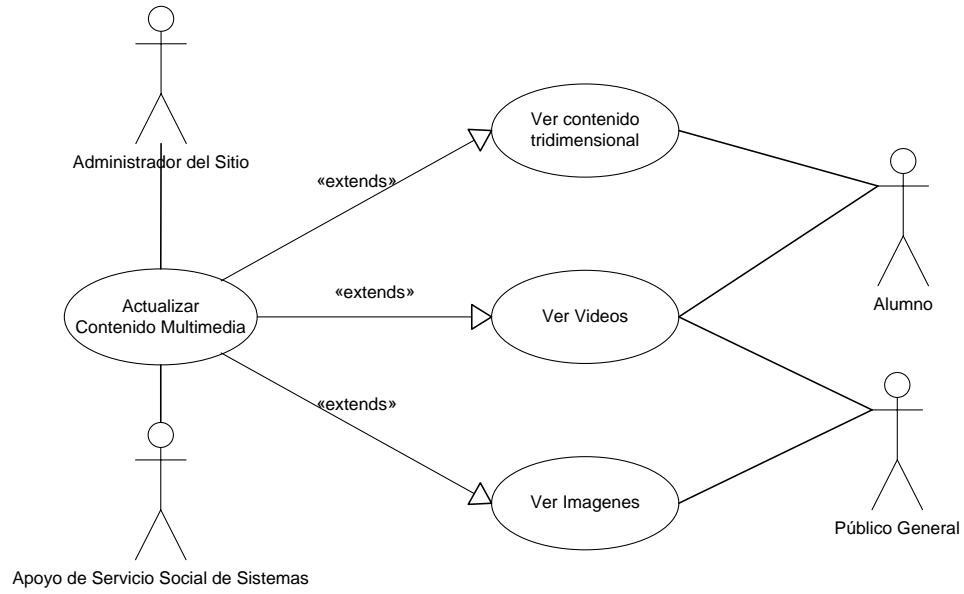 Administrador del Sitio
Ver contenido
tridimensional
«extends»
Alumno
Actualizar
Contenido Multimedia
«extends»
Ver Videos
«extends»
Ver Imagenes
Público General
Apoyo de Servicio Social de Sistemas